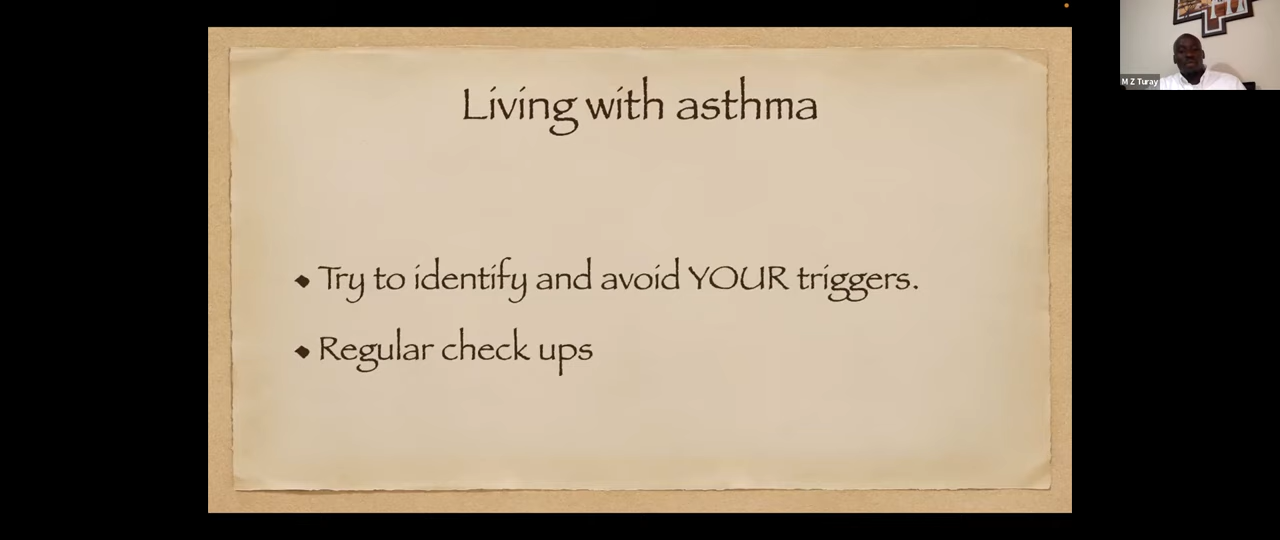 Living with asthma
Try to identify and avoid YOUR triggers.
Regular check ups
M Z Turay